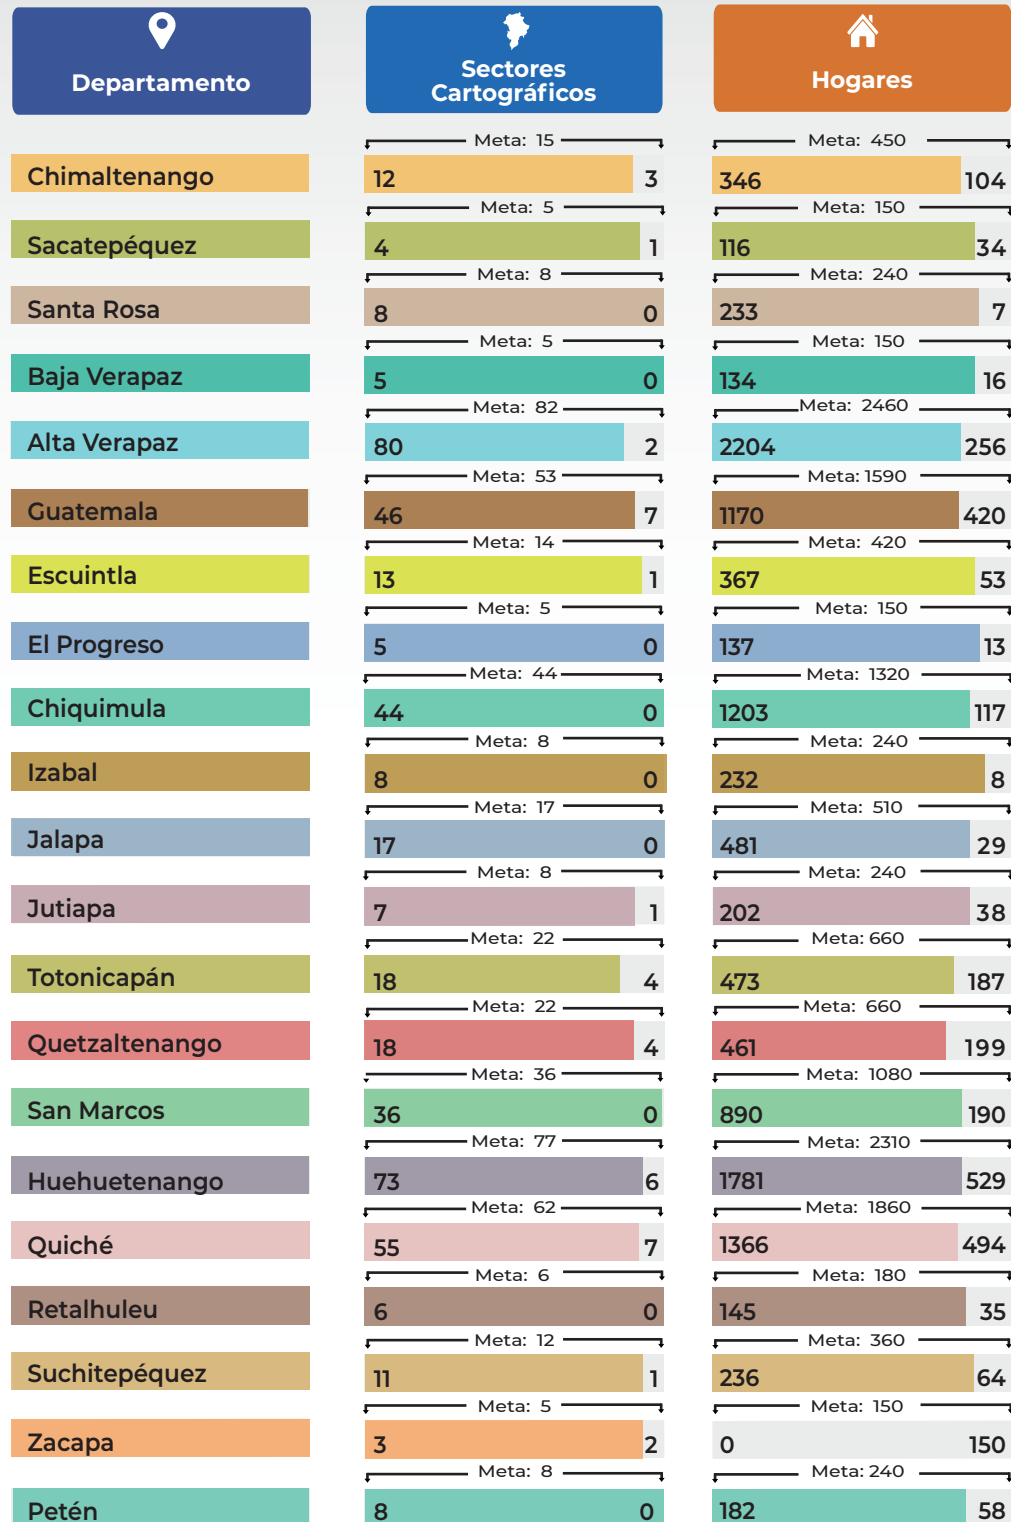 Departamento
Sectores
Cartográficos
Hogares
Meta: 15
Meta: 450
Chimaltenango
12
3
346
104
Meta: 5
Meta: 150
Sacatepéquez
4
1
116
34
Meta: 8
Meta: 240
Santa Rosa
8
0
233
7
Meta: 5
Meta: 150
Baja Verapaz
5
0
134
16
Meta: 82
Meta: 2460
Alta Verapaz
80
2
2204
256
Meta: 53
Meta: 1590
Guatemala
46
7
1170
420
Meta: 14
Meta: 420
Escuintla
13
1
367
53
Meta: 5
Meta: 150
El Progreso
5
0
137
13
Meta: 44
Meta: 1320
Chiquimula
44
0
1203
117
Meta: 8
Meta: 240
Izabal
8
0
232
8
Meta: 17
Meta: 510
Jalapa
17
0
481
29
Meta: 8
Meta: 240
Jutiapa
7
1
202
38
Meta: 22
Meta: 660
Totonicapán
18
4
473
187
Meta: 22
Meta: 660
Quetzaltenango
18
4
461
199
Meta: 36
Meta: 1080
San Marcos
36
0
890
190
Meta: 77
Meta: 2310
Huehuetenango
73
6
1781
529
Meta: 62
Meta: 1860
Quiché
55
7
1366
494
Meta: 6
Meta: 180
Retalhuleu
6
0
145
35
Meta: 12
Meta: 360
Suchitepéquez
11
1
236
64
Meta: 5
Meta: 150
Zacapa
3
2
0
150
Meta: 8
Meta: 240
Petén
8
0
182
58